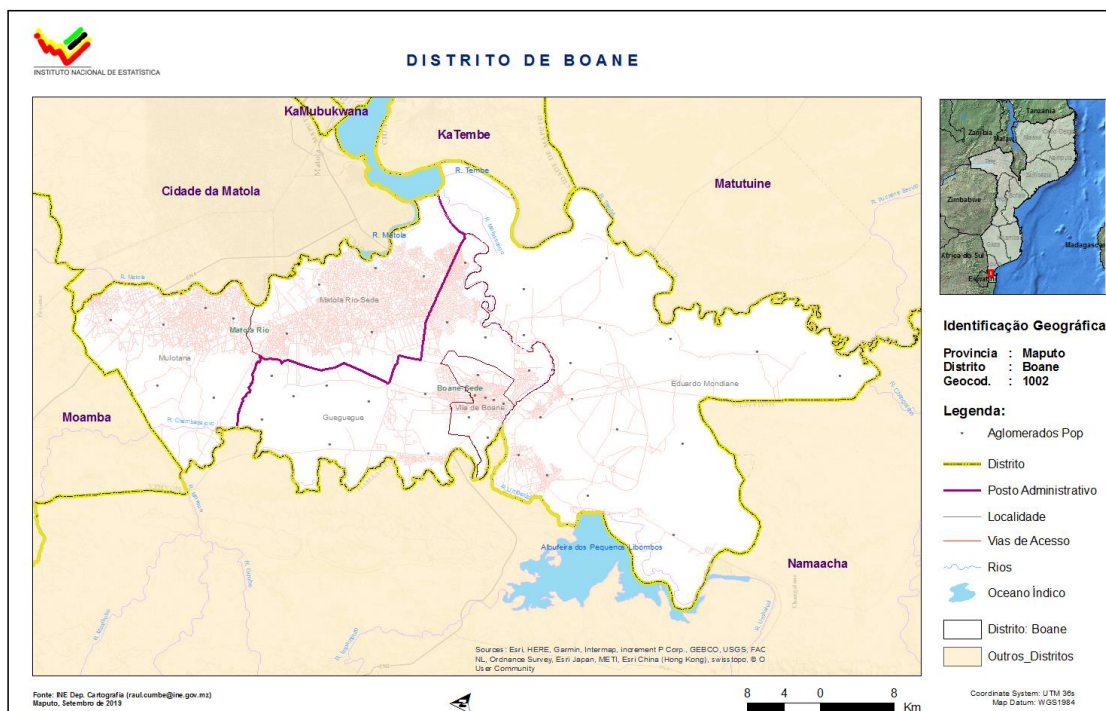 INSTITUTO NACIONAL DE ESTATÍSTICA
DISTRITO DE BOANE
KaMubukwana
KaTembe
Cidade da Matola
Matutuine
R. Tembe
R. Matola
R. Matola
Matola Rio-Sede
Matola Rio
Mulotana
Boane-Sede
Vila de Boane
Eduardo Mondlane
Gueguegue
Moamba
R. Umbeluzi
Albufeira dos Pequenos Libombos
Namaacha
Sources: Esri, HERE, Garmin, Intermap, increment P Corp., GEBCO, USGS, FAO
NL, Ordnance Survey, Esri Japan, METI, Esri China (Hong Kong), swisstopo, © O
User Community
Tanzania
Zambia
Malawi
Zimbabwe
Madagascar
Africa do Sul
Identificação Geográfica
Provincia : Maputo
Distrito : Boane
Geocod. : 1002
Legenda:
Aglomerados Pop
Distrito
Posto Administrativo
Localidade
Vias de Acesso
Rios
Oceano Índico
Distrito: Boane
Outros_Distritos
Fonte: INE Dep. Cartografia (raul.cumbe@ine.gov.mz)
Maputo, Setembro de 2019
8 4 0 8
Km
Coordinate System: UTM 36s
Map Datum: WGS1984